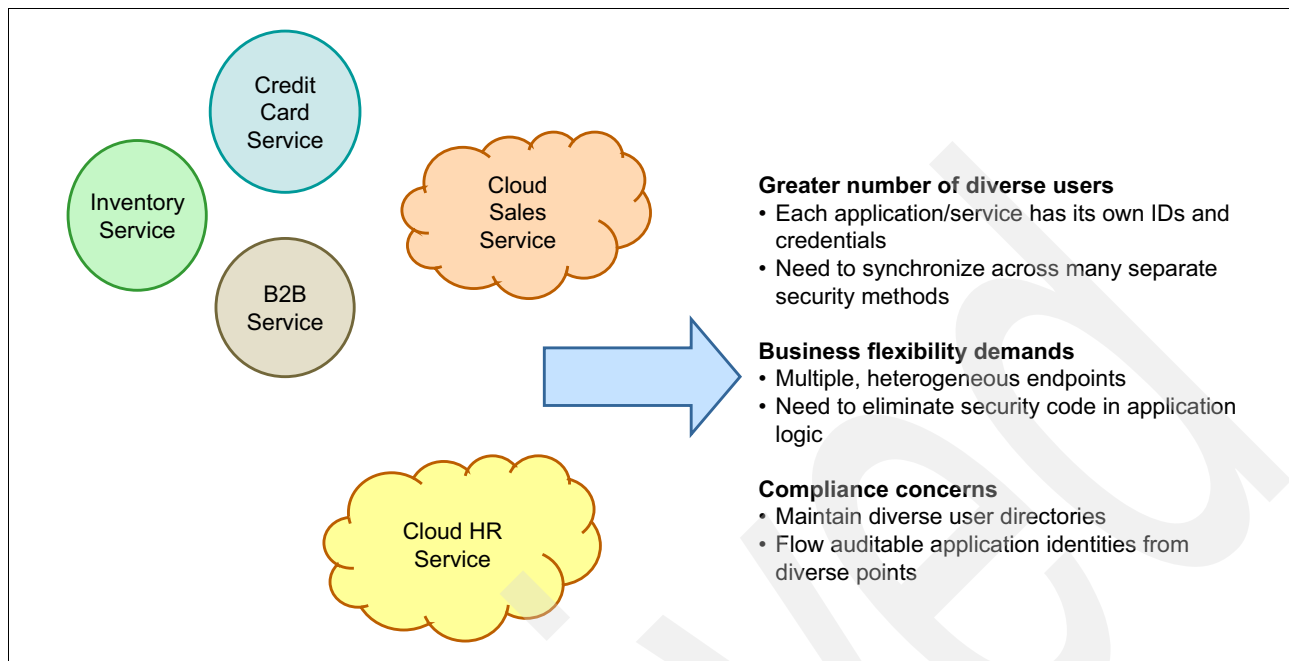 Credit
Card
Service
Inventory
Service
B2B
Service
Cloud
Sales
Service
Cloud HR
Service
Greater number of diverse users
• Each application/service has its own IDs and
credentials
• Need to synchronize across many separate
security methods
Business flexibility demands
• Multiple, heterogeneous endpoints
• Need to eliminate security code in application
logic
Compliance concerns
• Maintain diverse user directories
• Flow auditable application identities from
diverse points